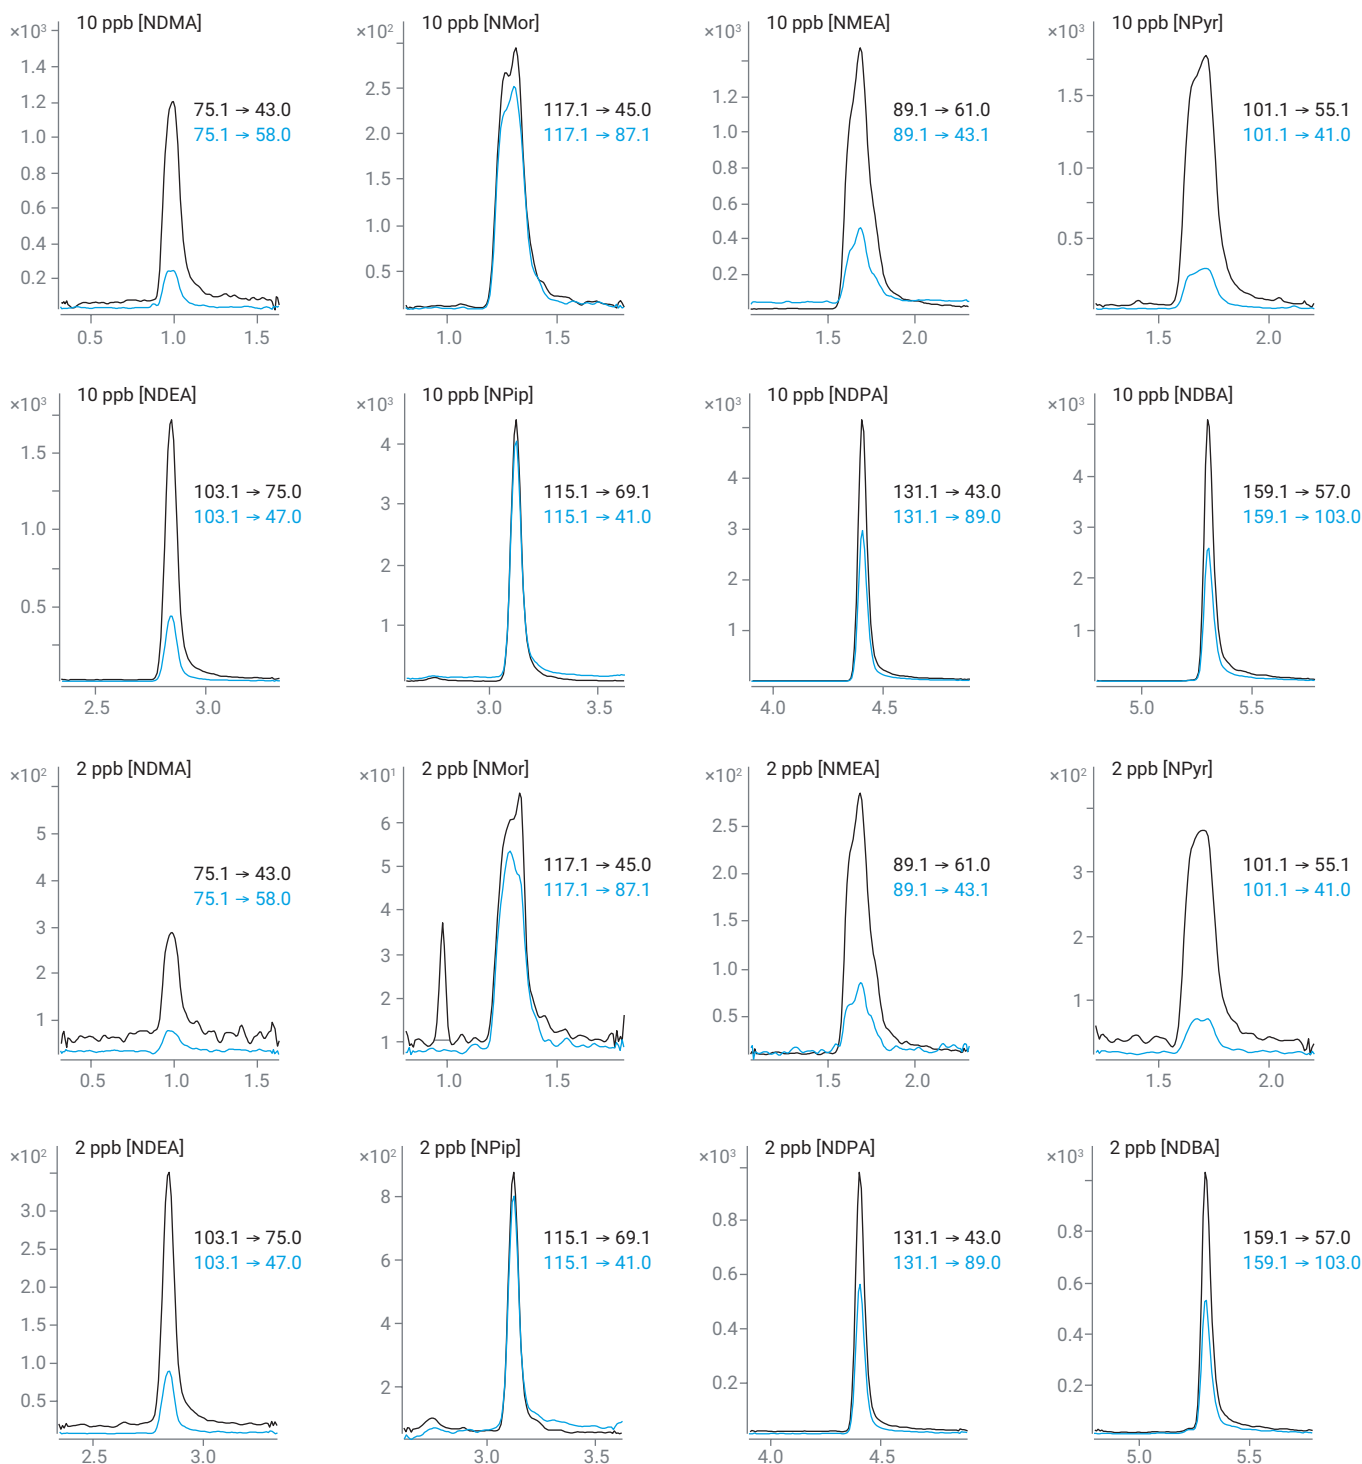 10 ppb [NDMA]
×10³
1.4
1.2
1.0
0.8
0.6
0.4
0.2
75.1 → 43.0
75.1 → 58.0
0.5 1.0 1.5
10 ppb [NMor]
×10²
2.5
2.0
1.5
1.0
0.5
117.1 → 45.0
117.1 → 87.1
1.0 1.5
10 ppb [NMEA]
×10³
1.2
1.0
0.8
0.6
0.4
0.2
89.1 → 61.0
89.1 → 43.1
1.5 2.0
10 ppb [NPyr]
×10³
1.5
1.0
0.5
101.1 → 55.1
101.1 → 41.0
1.5 2.0
10 ppb [NDEA]
×10³
1.5
1.0
0.5
103.1 → 75.0
103.1 → 47.0
2.5 3.0
10 ppb [NPip]
×10³
4
3
2
1
115.1 → 69.1
115.1 → 41.0
3.0 3.5
10 ppb [NDPA]
×10³
4
3
2
1
131.1 → 43.0
131.1 → 89.0
4.0 4.5
10 ppb [NDBA]
×10³
4
3
2
1
159.1 → 57.0
159.1 → 103.0
5.0 5.5
2 ppb [NDMA]
×10²
5
4
3
2
1
75.1 → 43.0
75.1 → 58.0
0.5 1.0 1.5
2 ppb [NMor]
×10¹
6
5
4
3
2
1
117.1 → 45.0
117.1 → 87.1
1.0 1.5
2 ppb [NMEA]
×10²
2.5
2.0
1.5
1.0
0.5
89.1 → 61.0
89.1 → 43.1
1.5 2.0
2 ppb [NPyr]
×10²
3
2
1
101.1 → 55.1
101.1 → 41.0
1.5 2.0
2 ppb [NDEA]
×10²
3.0
2.5
2.0
1.5
1.0
0.5
103.1 → 75.0
103.1 → 47.0
2.5 3.0
2 ppb [NPip]
×10²
8
6
4
2
115.1 → 69.1
115.1 → 41.0
3.0 3.5
2 ppb [NDPA]
×10³
0.8
0.6
0.4
0.2
131.1 → 43.0
131.1 → 89.0
4.0 4.5
2 ppb [NDBA]
×10³
0.8
0.6
0.4
0.2
159.1 → 57.0
159.1 → 103.0
5.0 5.5